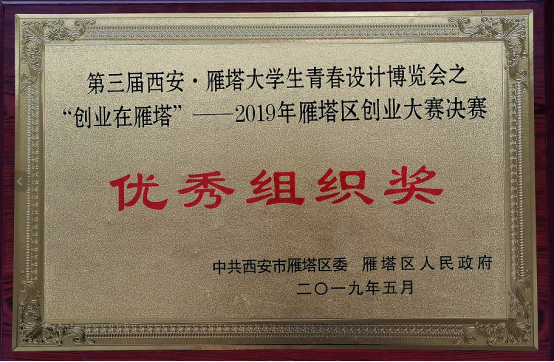 第三届西安·雁塔大学生青春设计博览会之
“创业在雁塔”——2019年雁塔区创业大赛决赛
优秀组织奖
中共西安市雁塔区委 雁塔区人民政府
二〇一九年五月